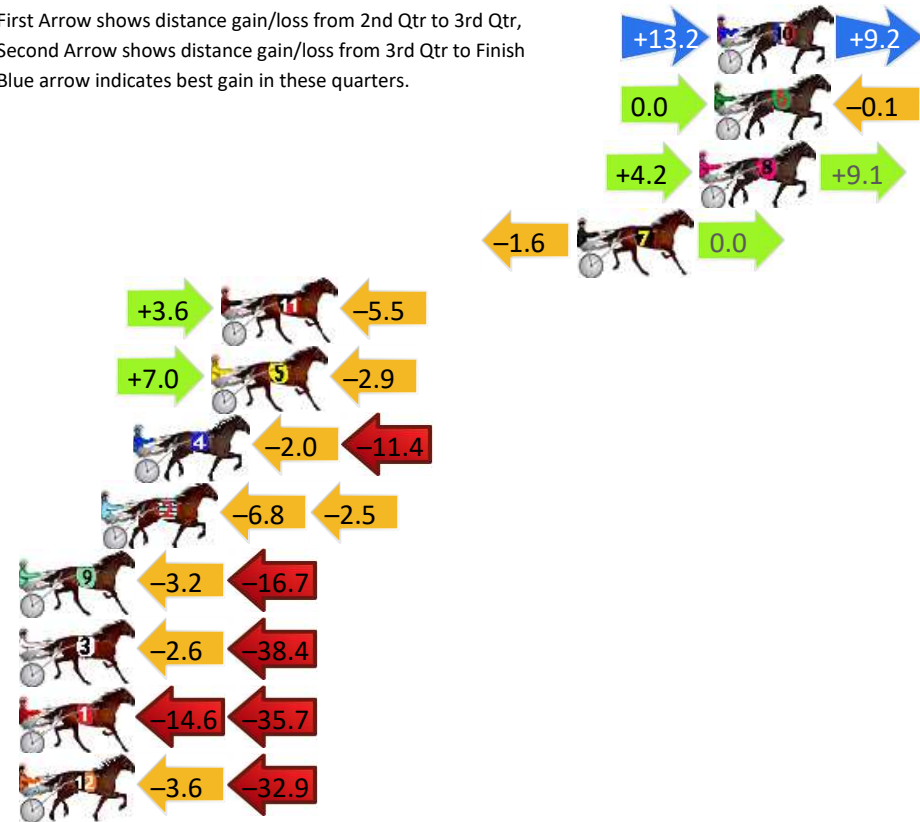 First Arrow shows distance gain/loss from 2nd Qtr to 3rd Qtr,
Second Arrow shows distance gain/loss from 3rd Qtr to Finish
Blue arrow indicates best gain in these quarters.
+13.2 10 +9.2
0.0 6 –0.1
+4.2 8 +9.1
–1.6 7 0.0
+3.6 11 –5.5
+7.0 5 –2.9
4 –2.0 –11.4
2 –6.8 –2.5
9 –3.2 –16.7
3 –2.6 –38.4
1 –14.6 –35.7
12 –3.6 –32.9